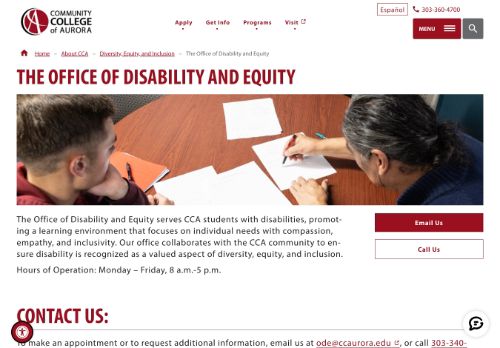 COMMUNITY
COLLEGE
of AURORA
CA
Apply
Get Info
Programs
Visit
Español
303-360-4700
MENU
Home – About CCA – Diversity, Equity, and Inclusion – The Office of Disability and Equity
THE OFFICE OF DISABILITY AND EQUITY
The Office of Disability and Equity serves CCA students with disabilities, promot-
ing a learning environment that focuses on individual needs with compassion,
empathy, and inclusivity. Our office collaborates with the CCA community to en-
sure disability is recognized as a valued aspect of diversity, equity, and inclusion.
Hours of Operation: Monday – Friday, 8 a.m.-5 p.m.
Email Us
Call Us
CONTACT US:
To make an appointment or to request additional information, email us at ode@ccaurora.edu, or call 303-340-